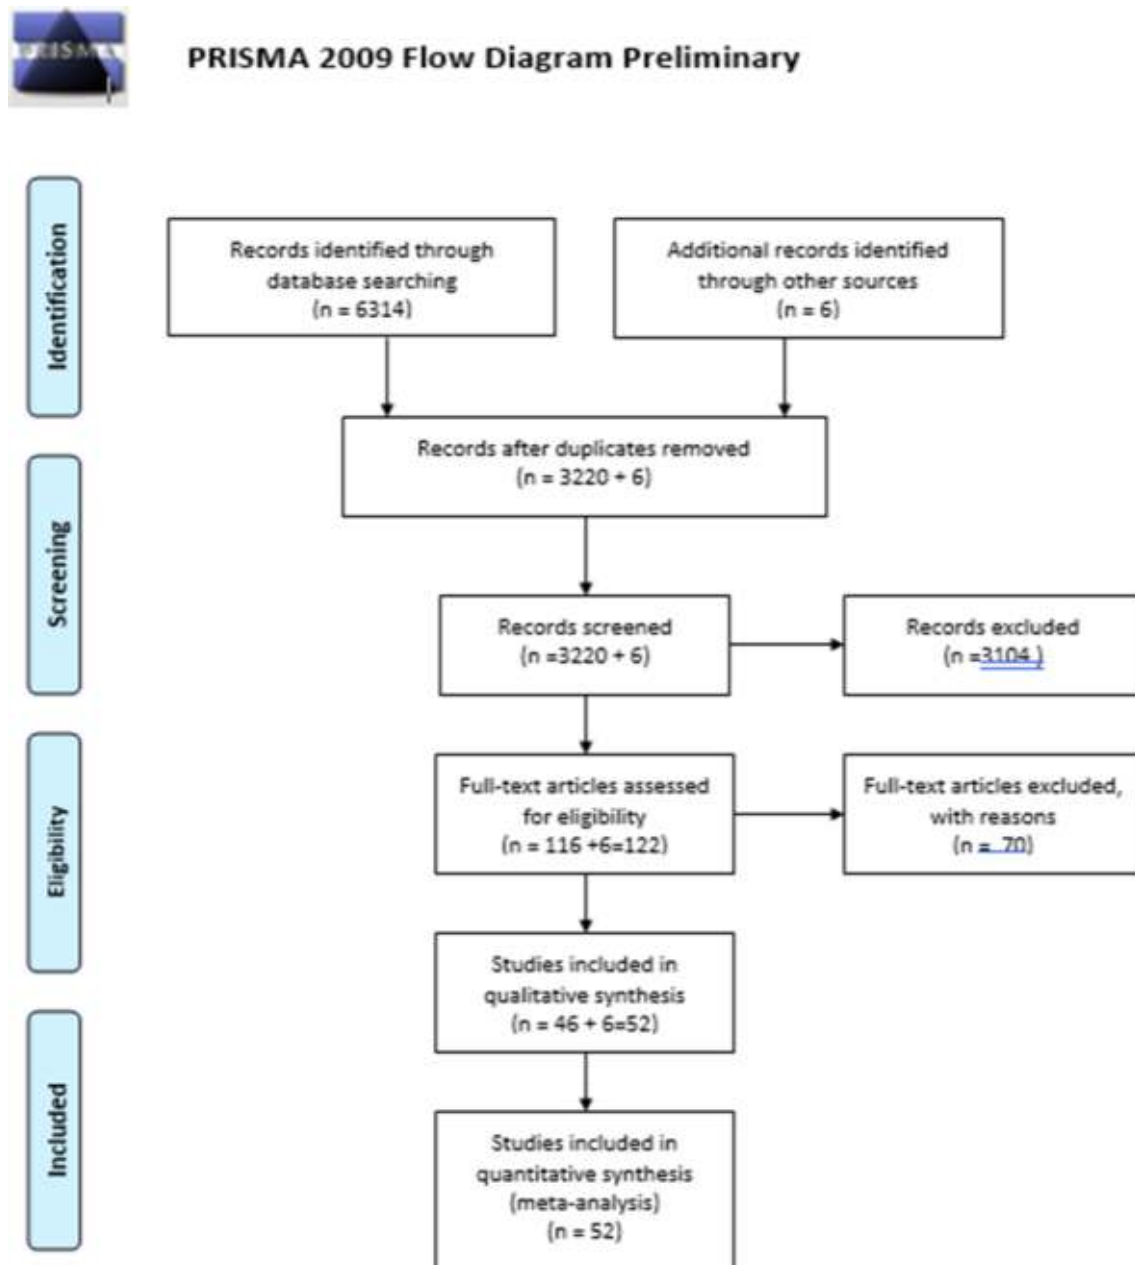 PRISMA
PRISMA 2009 Flow Diagram Preliminary
Identification
Records identified through
database searching
(n = 6314)
Additional records identified
through other sources
(n = 6)
Records after duplicates removed
(n = 3220 + 6)
Screening
Records screened
(n =3220 + 6)
Records excluded
(n =3104 )
Eligibility
Full-text articles assessed
for eligibility
(n = 116 +6=122)
Full-text articles excluded,
with reasons
(n = 70)
Studies included in
qualitative synthesis
(n = 46 + 6=52)
Included
Studies included in
quantitative synthesis
(meta-analysis)
(n = 52)